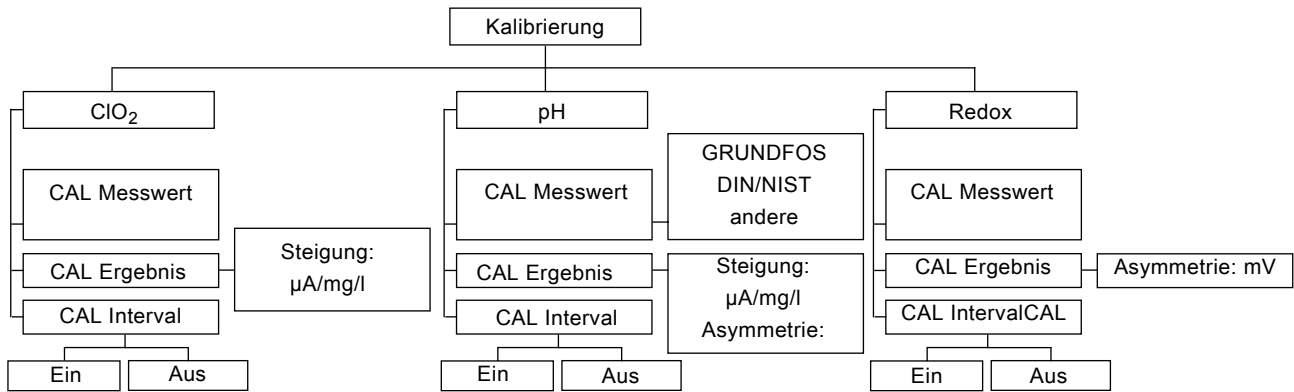 Kalibrierung
ClO2
CAL Messwert
CAL Ergebnis
Steigung:
µA/mg/l
CAL Interval
Ein
Aus
pH
CAL Messwert
GRUNDFOS
DIN/NIST
andere
CAL Ergebnis
Steigung:
µA/mg/l
Asymmetrie:
CAL Interval
Ein
Aus
Redox
CAL Messwert
CAL Ergebnis
Asymmetrie: mV
CAL IntervalCAL
Ein
Aus